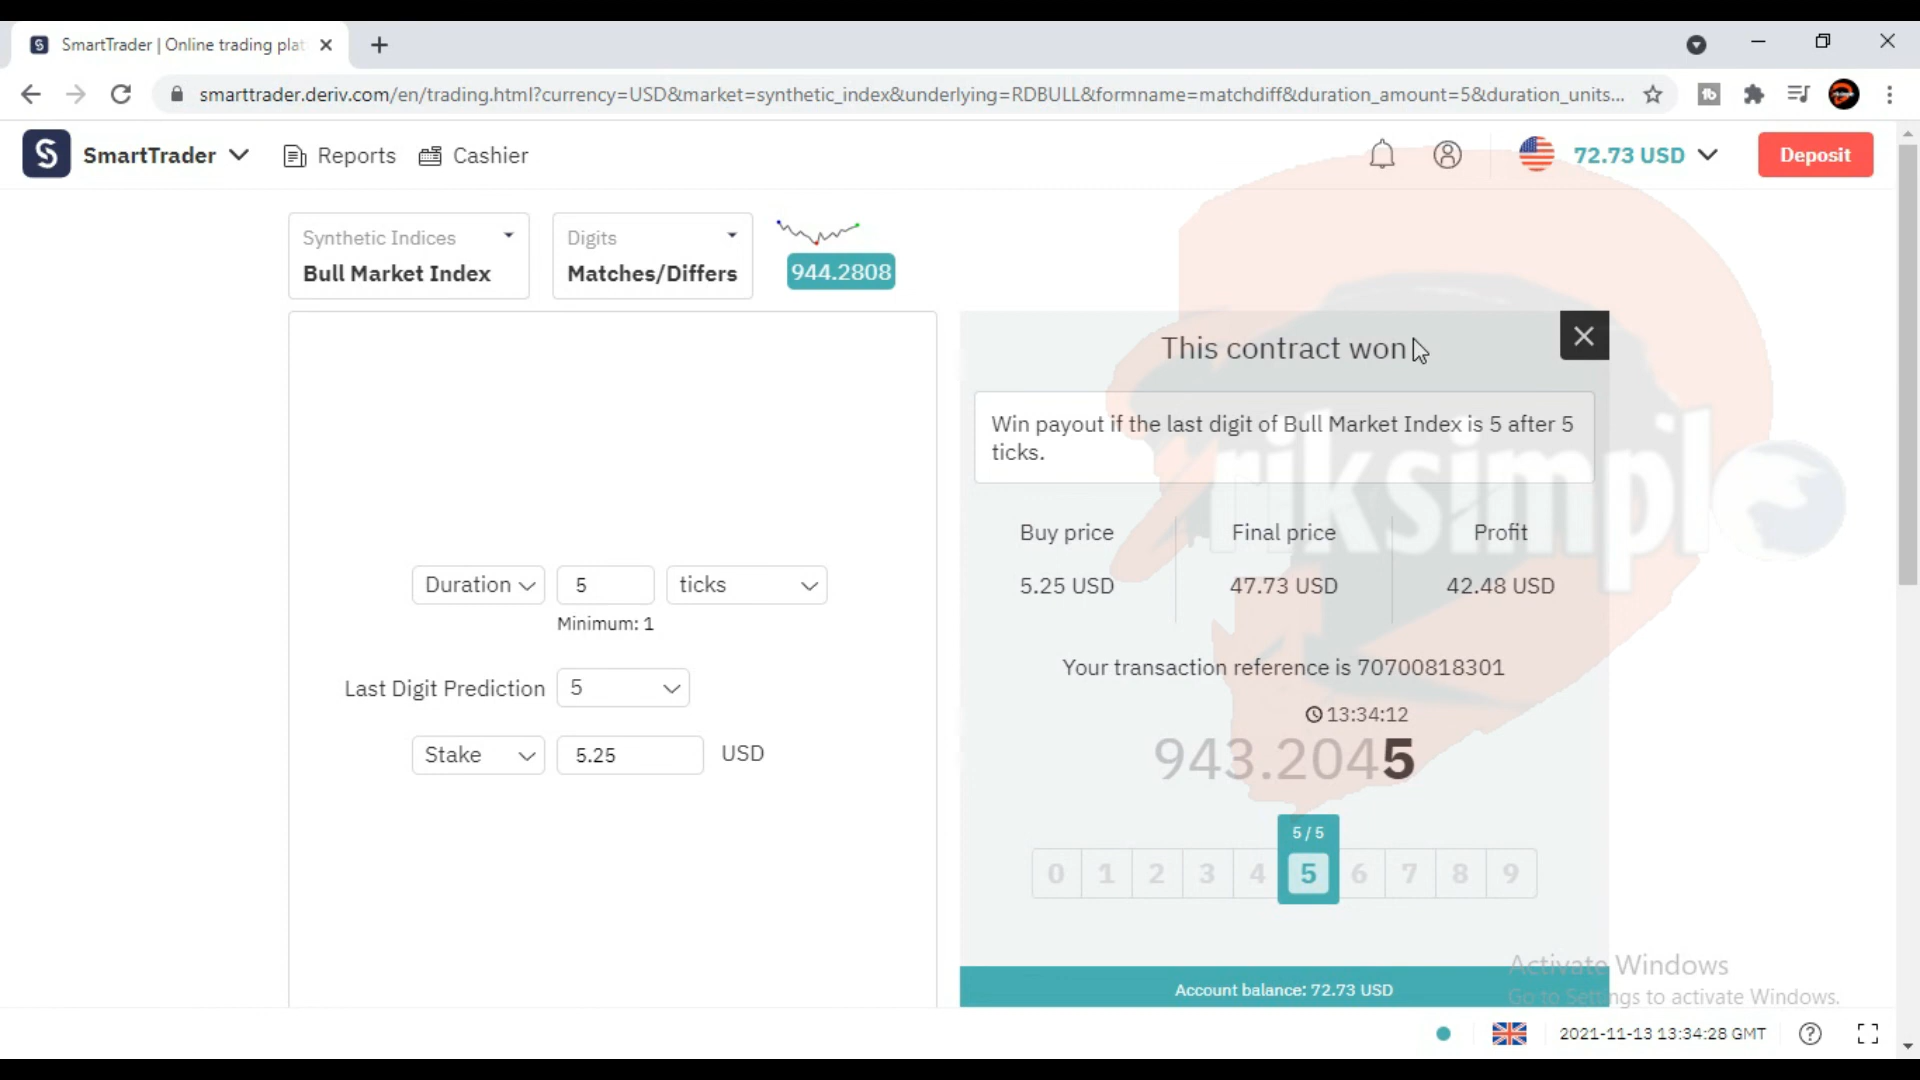 SmartTrader | Online trading plat
smarttrader.deriv.com/en/trading.html?currency=USD&market=synthetic_index&underlying=RDBULL&formname=matchdiff&duration_amount=5&duration_units...
SmartTrader
Reports
Cashier
72.73 USD
Deposit
Synthetic Indices
Bull Market Index
Digits
Matches/Differs
944.2808
This contract won
Win payout if the last digit of Bull Market Index is 5 after 5
ticks.
Buy price
Final price
Profit
5.25 USD
47.73 USD
42.48 USD
Your transaction reference is 70700818301
13:34:12
943.2045
5 / 5
0 1 2 3 4 5 6 7 8 9
Account balance: 72.73 USD
Duration 5 ticks
Minimum: 1
Last Digit Prediction 5
Stake 5.25 USD
riksimpl
Activate Windows
Go to Settings to activate Windows.
2021-11-13 13:34:28 GMT